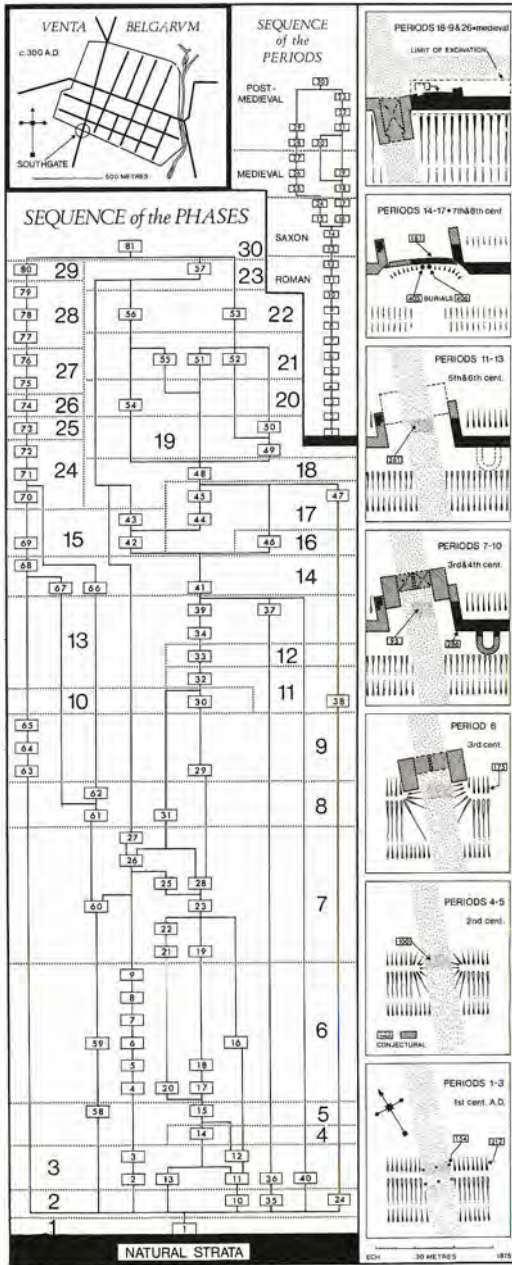 VENTA BELGARVM
c.300 A.D.
SOUTHGATE
500 METRES
SEQUENCE
of the
PERIODS
POST-
MEDIEVAL
MEDIEVAL
SAXON
ROMAN
SEQUENCE of the PHASES
81
30
80 29 57 23
79
78 28 56 53 22
77
76 27 55 51 52 21
75
74 26 54 20
73 25 50
72 19 49
71 24 48 18
70 45 47
43 44 17
69 15 42 46 16
68 14
67 66 41
39 37
13 34
33 12
32 11
10 30 38
65
64 9
63 29
62 8
61 31
27
26
25 28 7
60 23
22
21 19
9
8
7 6
59 6 16
5 18
4 20 17
58 15 5
14 4
3 12
3 2 13 11 36 40
2 10 35 24
1 1
NATURAL STRATA
PERIODS 18-9&26•medieval
LIMIT OF EXCAVATION
PERIODS 14-17•7th&8th cent
BURIALS
PERIODS 11-13
5th&6th cent.
PERIODS 7-10
3rd&4th cent.
PERIOD 6
3rd cent.
175
PERIODS 4-5
2nd cent.
300
CONJECTURAL
PERIODS 1-3
1st cent. A.D.
134
ECH 30 METRES 1975